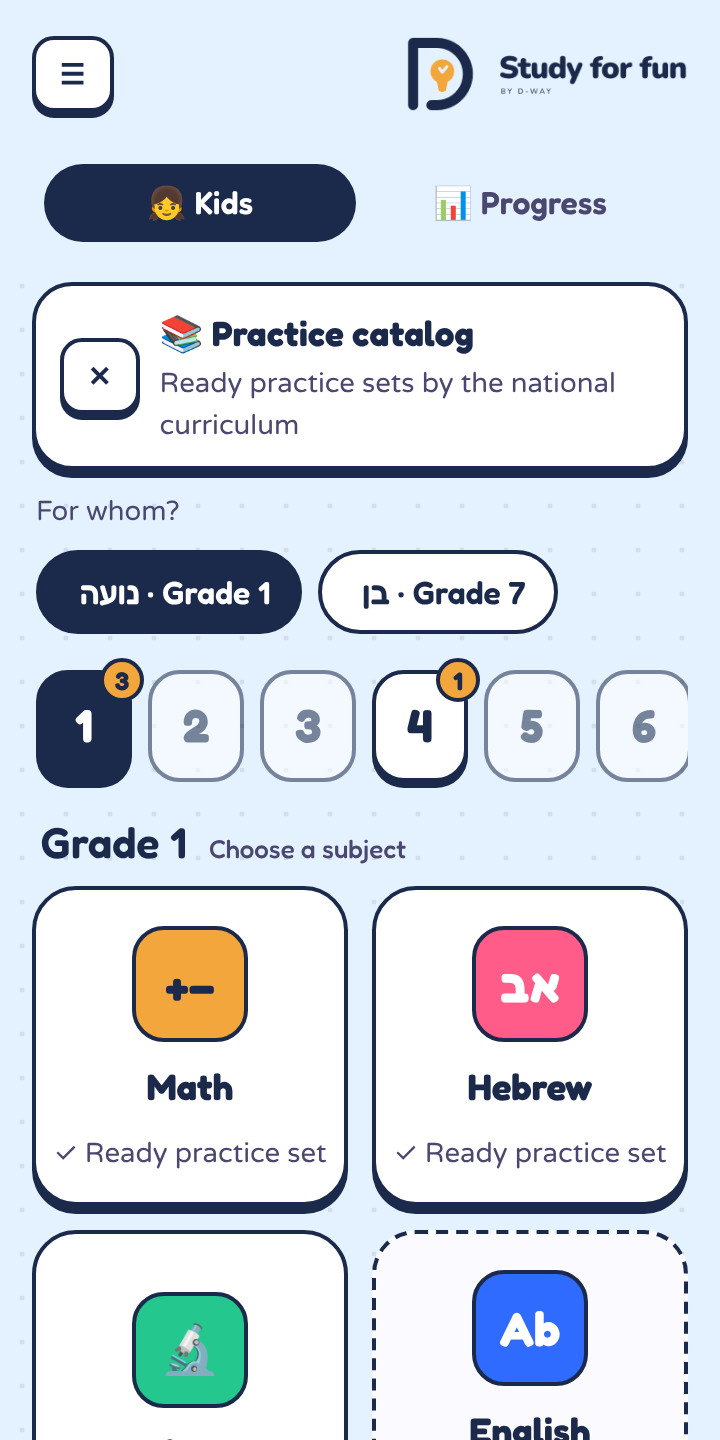 Study for fun
BY D-WAY
Kids
Progress
Practice catalog
Ready practice sets by the national
curriculum
For whom?
נועה · Grade 1
בן · Grade 7
3
1
1
2
3
4
5
6
Grade 1 Choose a subject
+−
אב
Math
Hebrew
✓ Ready practice set
✓ Ready practice set
Ab
English